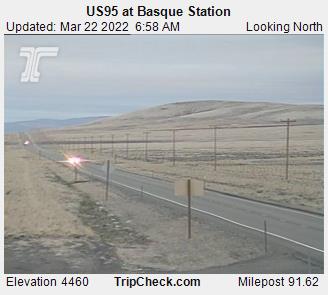 US95 at Basque Station
Updated: Mar 22 2022 6:58 AM Looking North
Elevation 4460 TripCheck.com Milepost 91.62